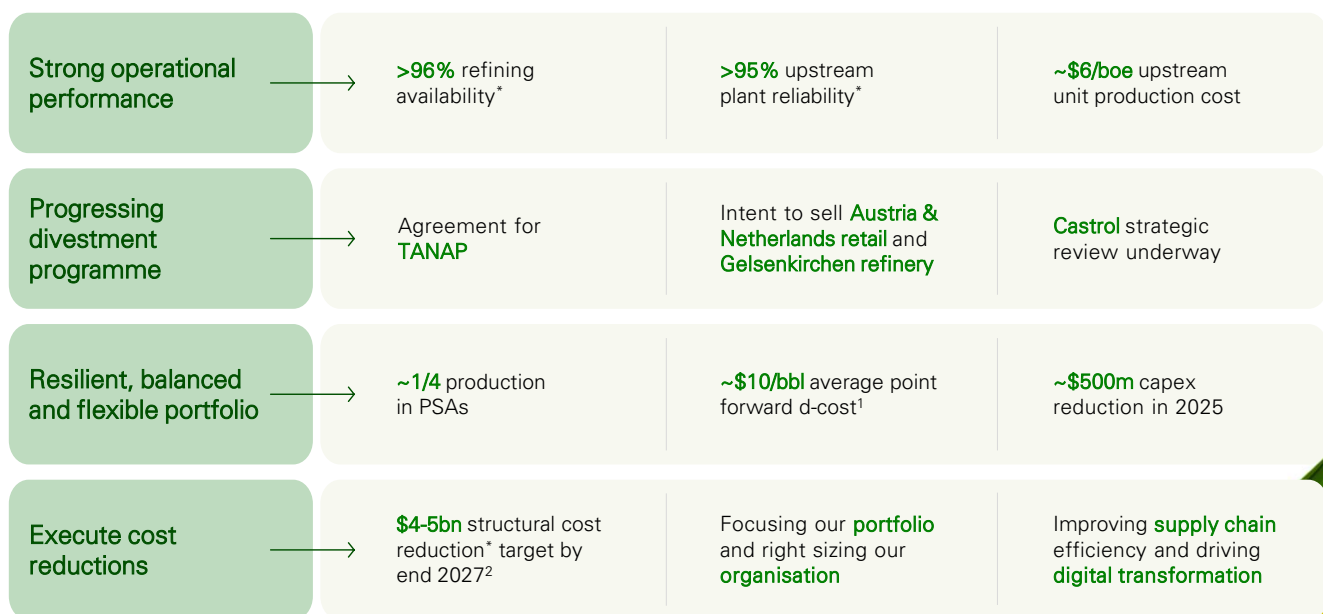 Strong operational
performance
>96% refining
availability*
>95% upstream
plant reliability*
~$6/boe upstream
unit production cost
Progressing
divestment
programme
Agreement for
TANAP
Intent to sell Austria &
Netherlands retail and
Gelsenkirchen refinery
Castrol strategic
review underway
Resilient, balanced
and flexible portfolio
~1/4 production
in PSAs
~$10/bbl average point
forward d-cost¹
~$500m capex
reduction in 2025
Execute cost
reductions
$4-5bn structural cost
reduction* target by
end 2027²
Focusing our portfolio
and right sizing our
organisation
Improving supply chain
efficiency and driving
digital transformation